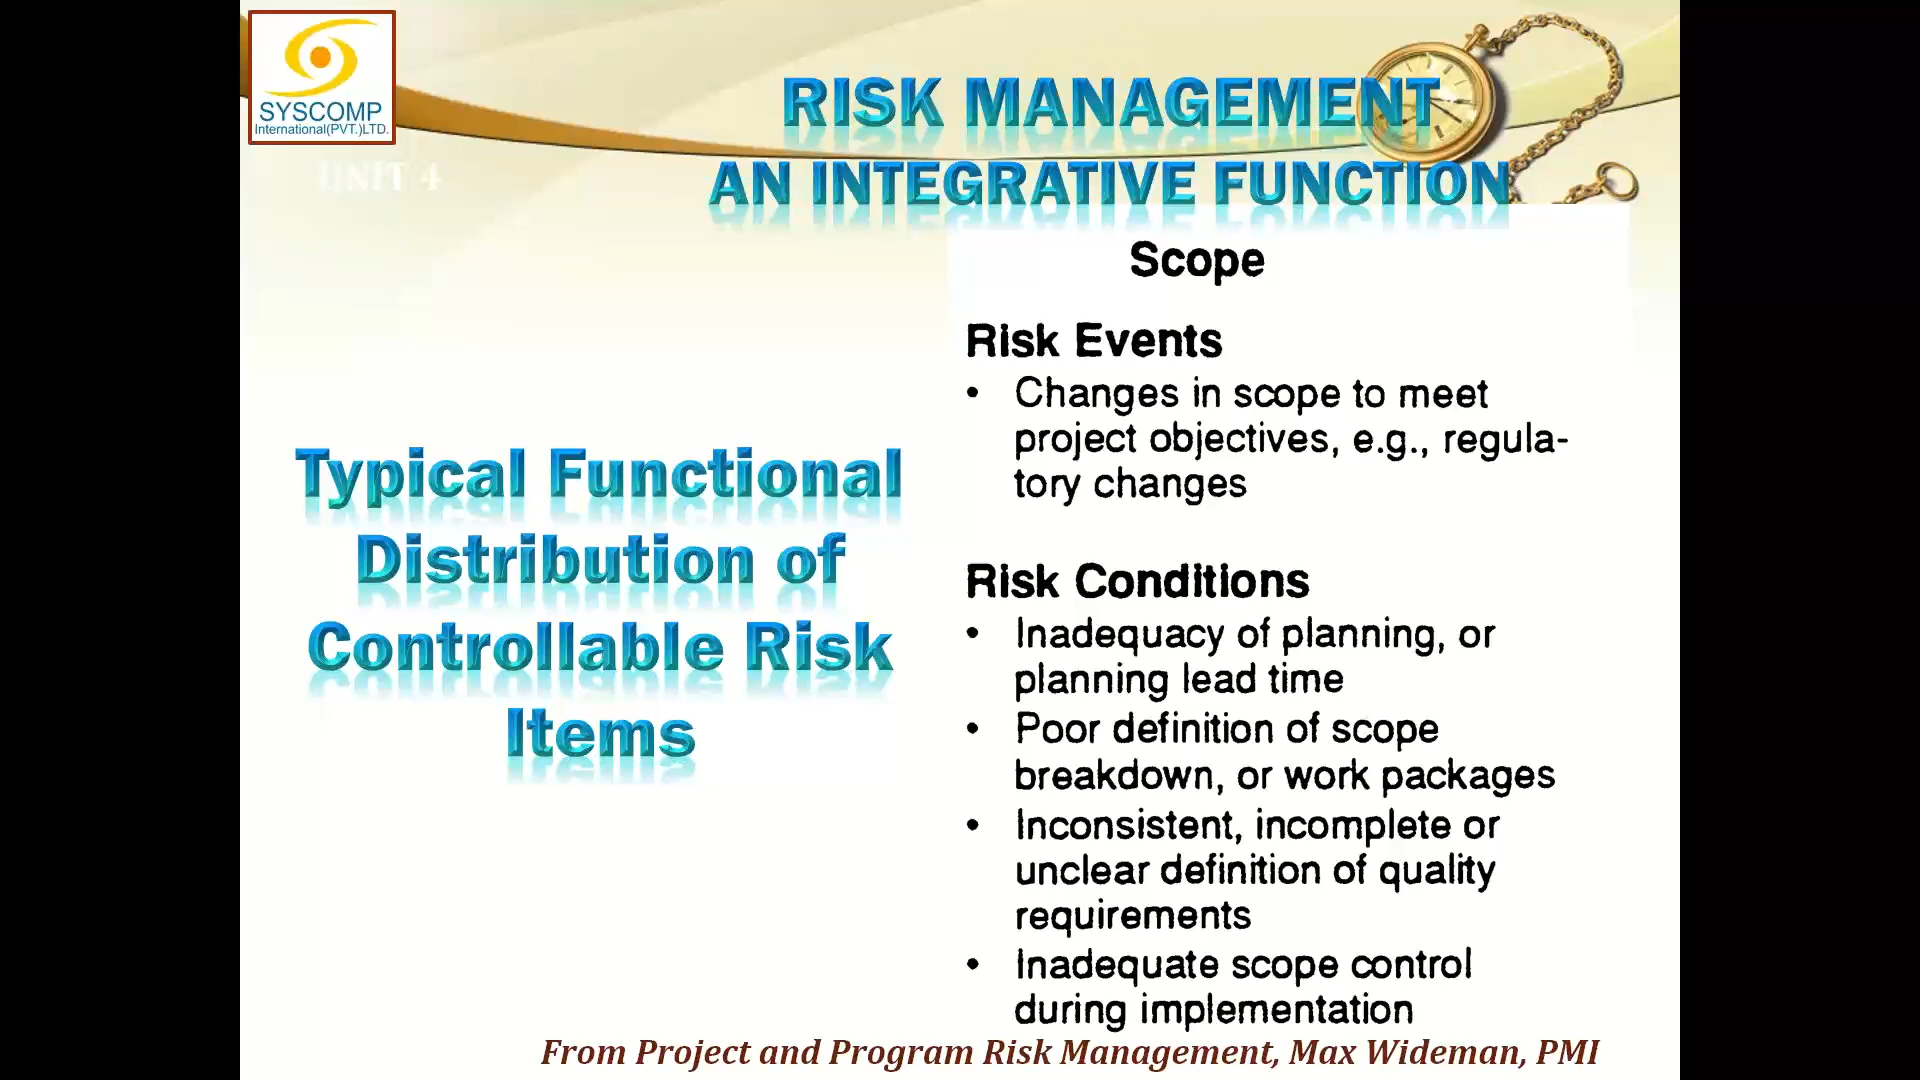 SYSCOMP
International(PVT.)LTD.
UNIT 4
RISK MANAGEMENT
AN INTEGRATIVE FUNCTION
Typical Functional
Distribution of
Controllable Risk
Items
Scope
Risk Events
• Changes in scope to meet
project objectives, e.g., regula-
tory changes
Risk Conditions
• Inadequacy of planning, or
planning lead time
• Poor definition of scope
breakdown, or work packages
• Inconsistent, incomplete or
unclear definition of quality
requirements
• Inadequate scope control
during implementation
From Project and Program Risk Management, Max Wideman, PMI